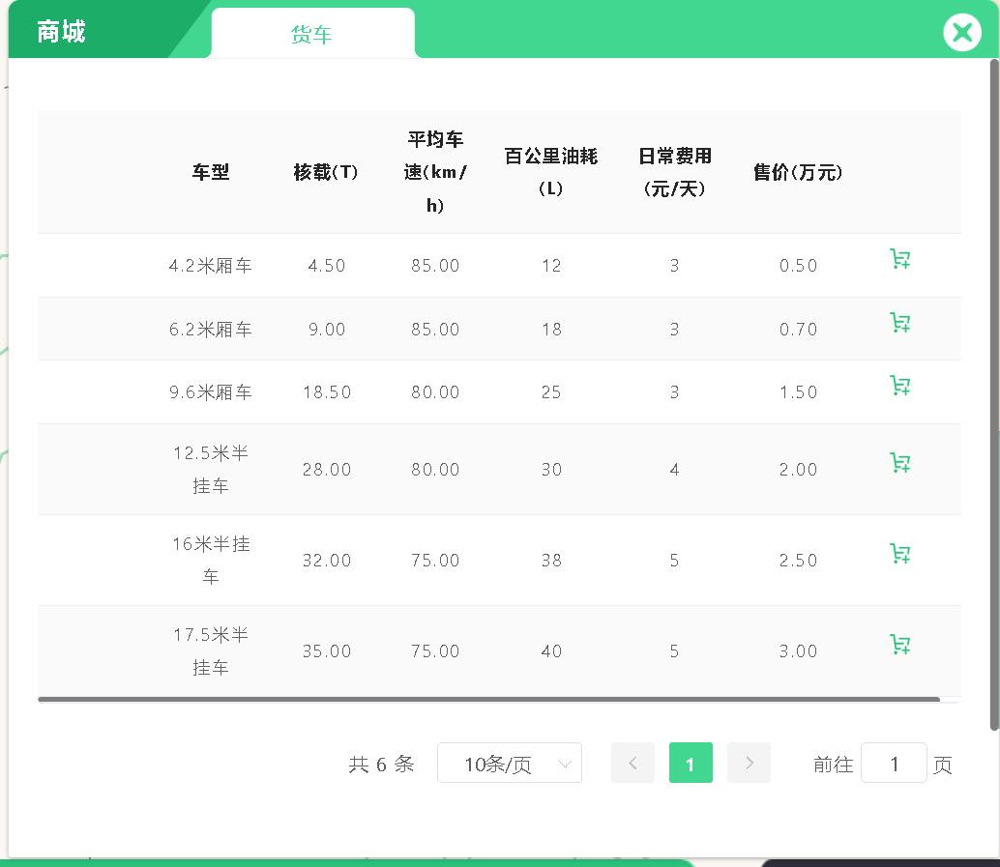 商城
货车
车型 核载(T) 平均车速(km/h) 百公里油耗(L) 日常费用(元/天) 售价(万元)
4.2米厢车 4.50 85.00 12 3 0.50
6.2米厢车 9.00 85.00 18 3 0.70
9.6米厢车 18.50 80.00 25 3 1.50
12.5米半挂车 28.00 80.00 30 4 2.00
16米半挂车 32.00 75.00 38 5 2.50
17.5米半挂车 35.00 75.00 40 5 3.00
共 6 条 10条/页 1 前往 1 页